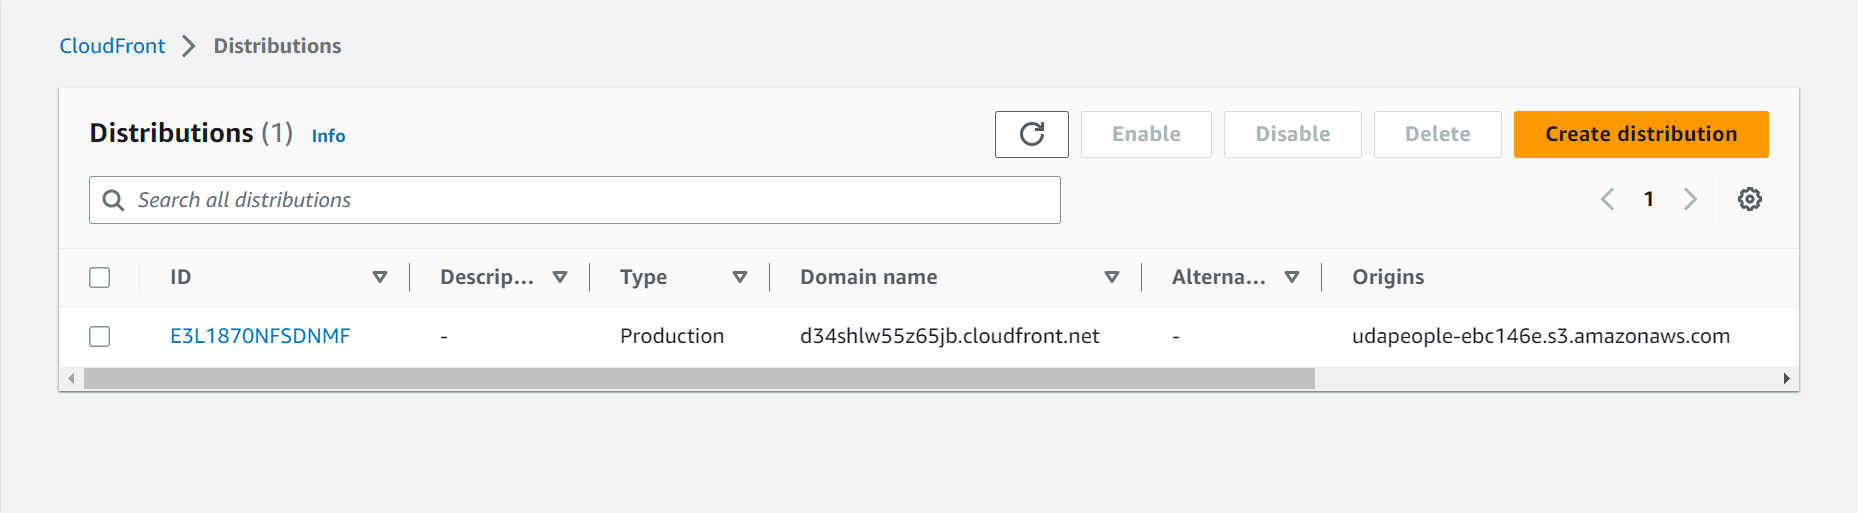 CloudFront Distributions
Distributions (1) Info
Enable Disable Delete Create distribution
Search all distributions
1
ID Descrip... Type Domain name Alterna... Origins
E3L1870NFSDNMF - Production d34shlw55z65jb.cloudfront.net - udapeople-ebc146e.s3.amazonaws.com